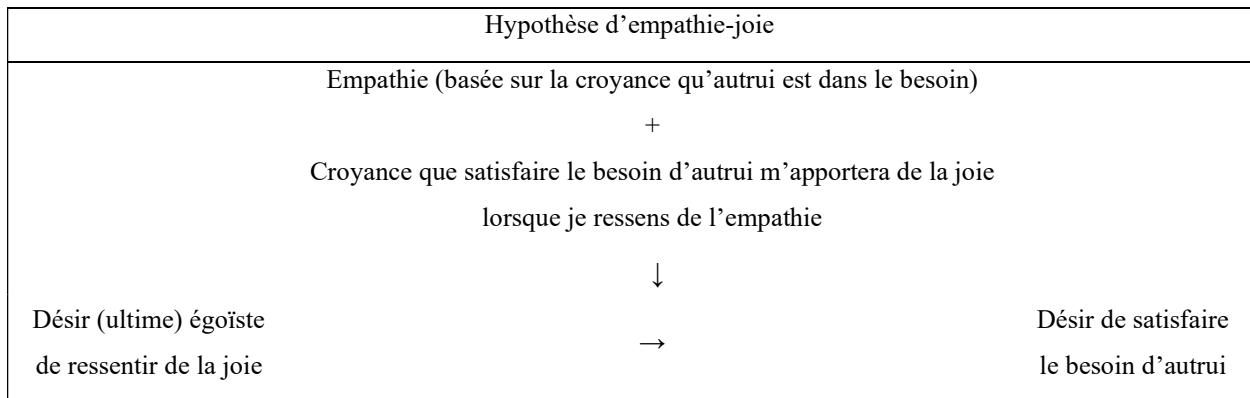 Hypothèse d’empathie-joie
Empathie (basée sur la croyance qu’autrui est dans le besoin)
+
Croyance que satisfaire le besoin d’autrui m’apportera de la joie
lorsque je ressens de l’empathie
↓
Désir (ultime) égoïste
de ressentir de la joie
→
Désir de satisfaire
le besoin d’autrui